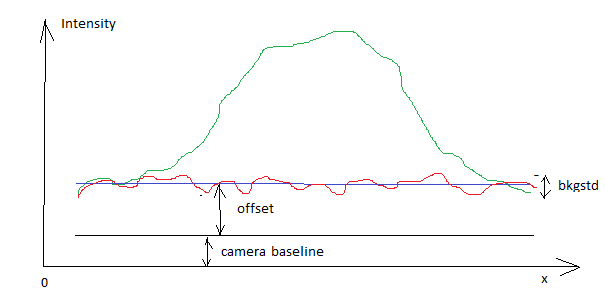 Intensity
bkgstd
offset
camera baseline
0
x